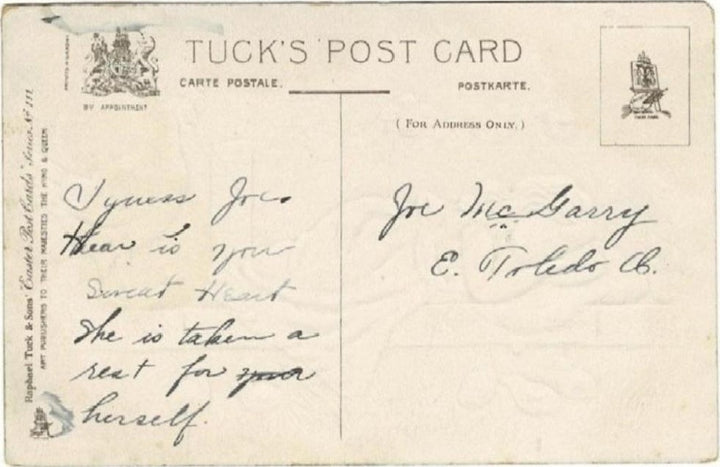 TUCK'S POST CARD
CARTE POSTALE.
POSTKARTE.
BY APPOINTMENT
( FOR ADDRESS ONLY. )
Raphael Tuck & Sons' "Easter Post Cards" Series No 111
ART PUBLISHERS TO THEIR MAJESTIES THE KING & QUEEN
Joe
Hear is your
Sweat Heart
She is taken a
rest for your
herself.
Joe McGarry
E. Toledo O.